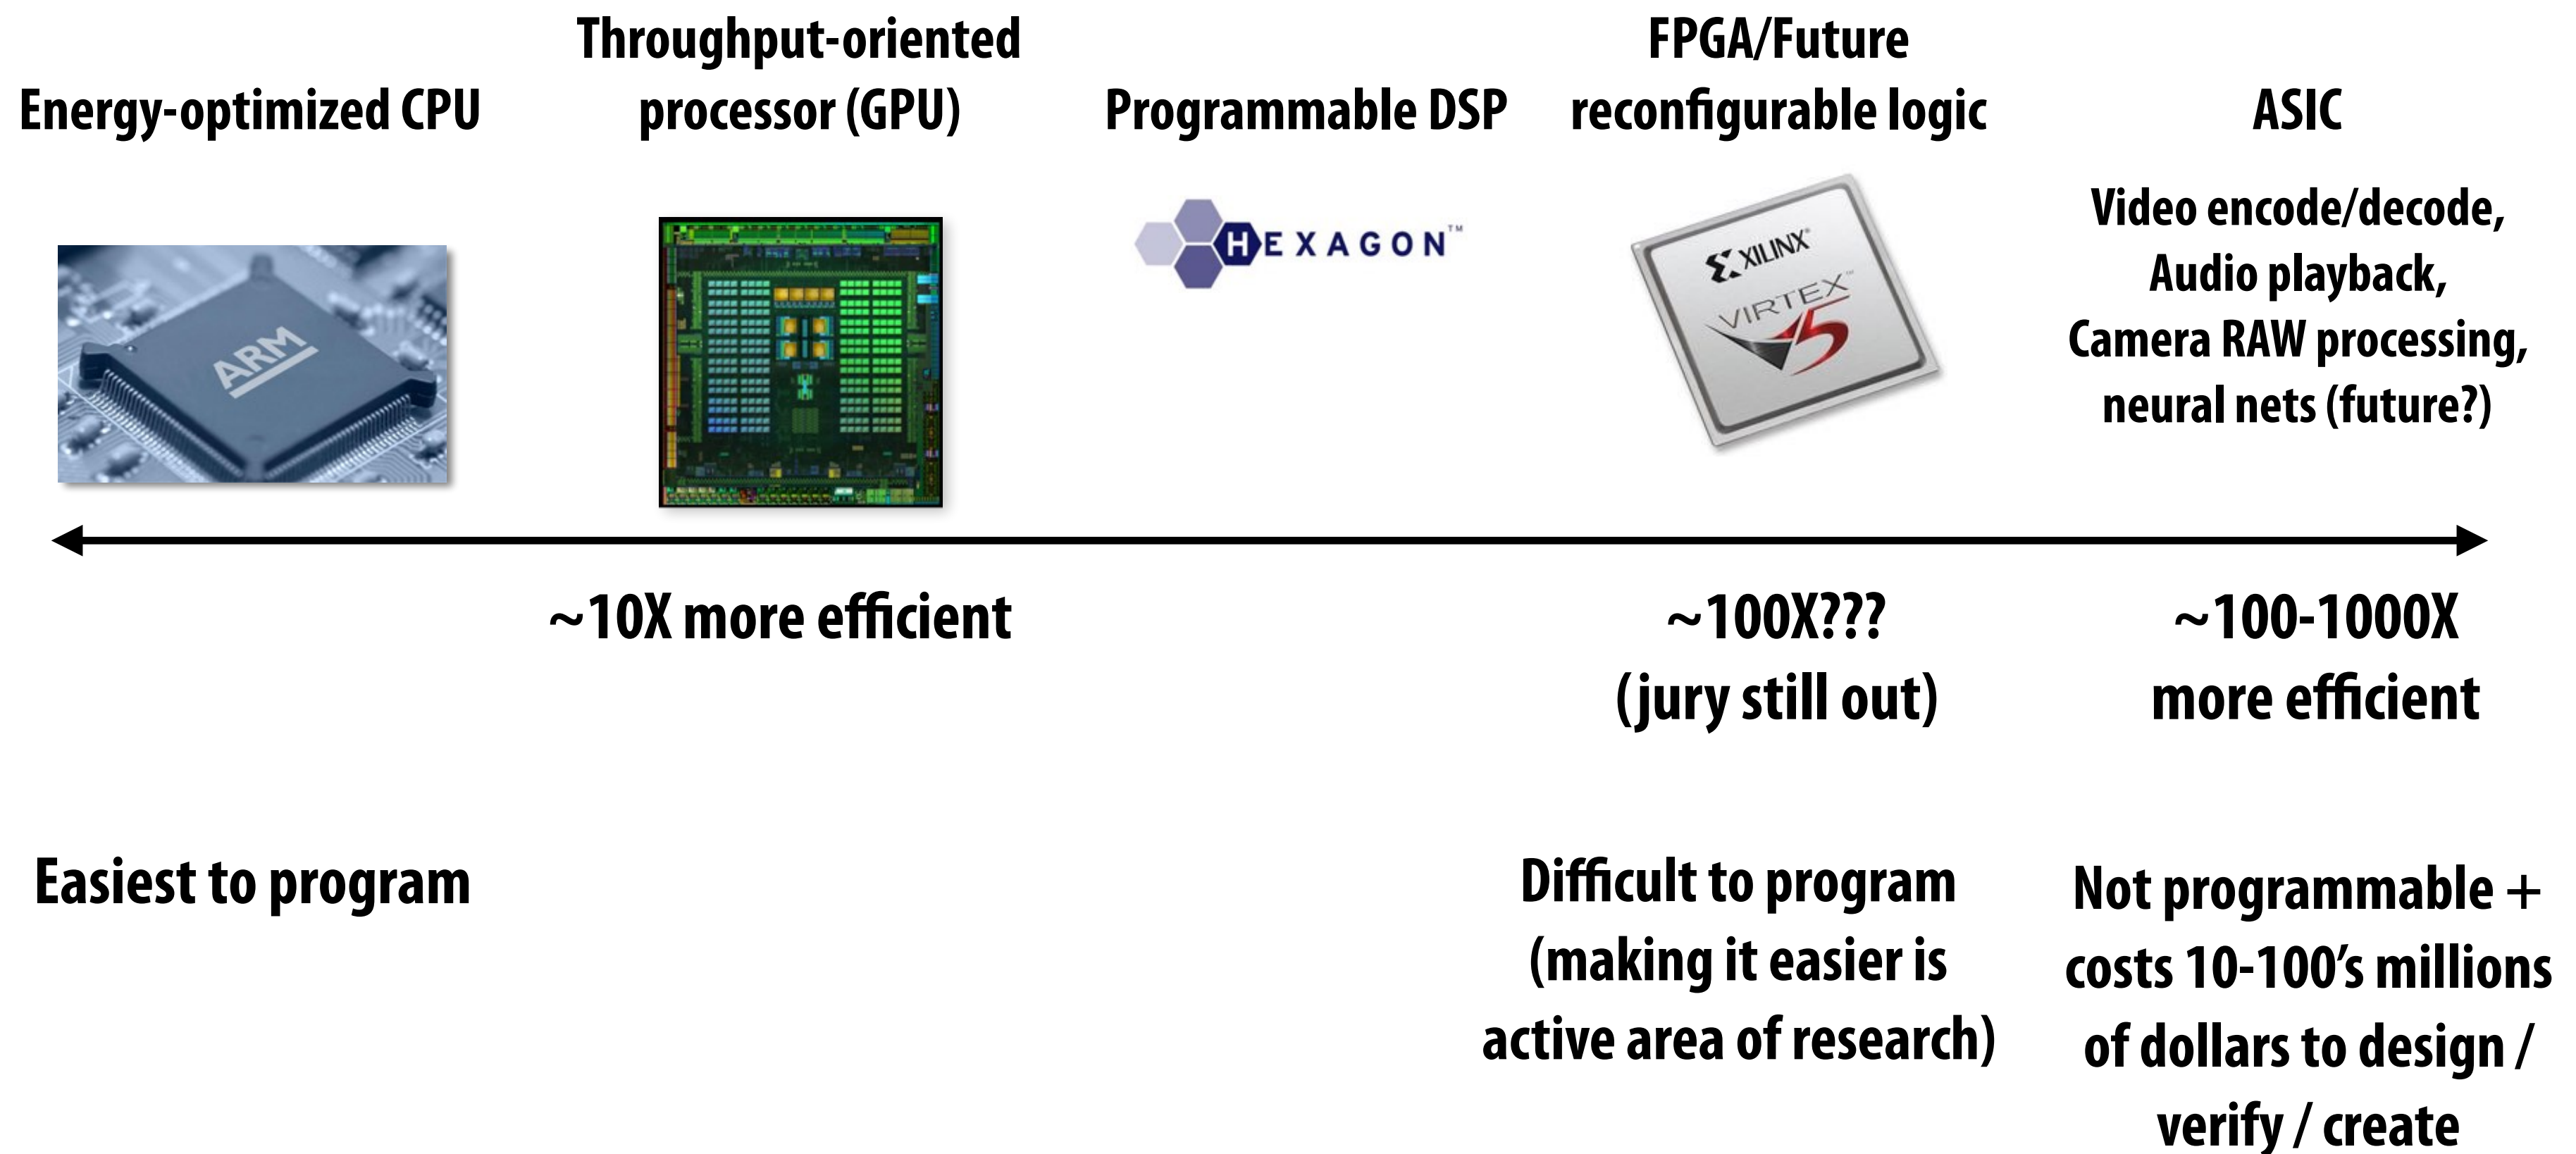 Energy-optimized CPU
Throughput-oriented
processor (GPU)
Programmable DSP
FPGA/Future
reconfigurable logic
ASIC
ARM
HEXAGON™
XILINX®
VIRTEX™
5
Video encode/decode,
Audio playback,
Camera RAW processing,
neural nets (future?)
~10X more efficient
~100X???
(jury still out)
~100-1000X
more efficient
Easiest to program
Difficult to program
(making it easier is
active area of research)
Not programmable +
costs 10-100’s millions
of dollars to design /
verify / create